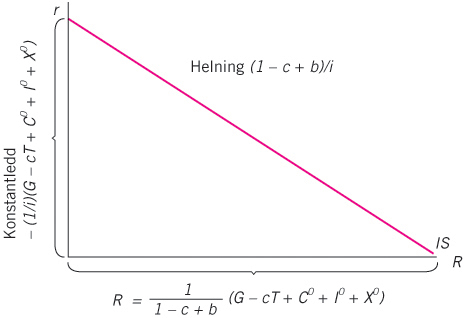 r
Helning (1 – c + b)/i
Konstantledd
– (1/i)(G – cT + C⁰ + I⁰ + X⁰)
IS
R
R = 1 / 1 – c + b (G – cT + C⁰ + I⁰ + X⁰)